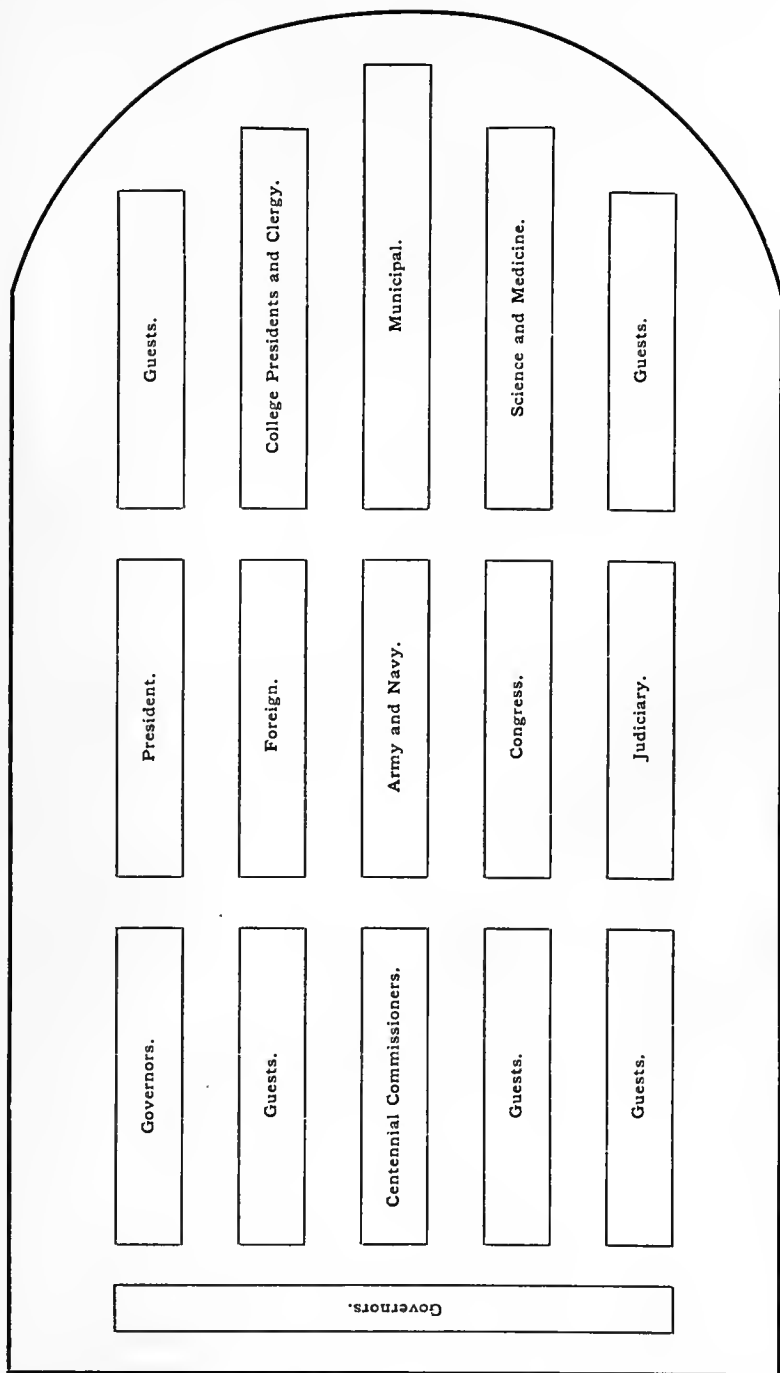 Guests.
College Presidents and Clergy.
Municipal.
Science and Medicine.
Guests.
President.
Foreign.
Army and Navy.
Congress.
Judiciary.
Governors.
Guests.
Centennial Commissioners.
Guests.
Guests.
Governors.